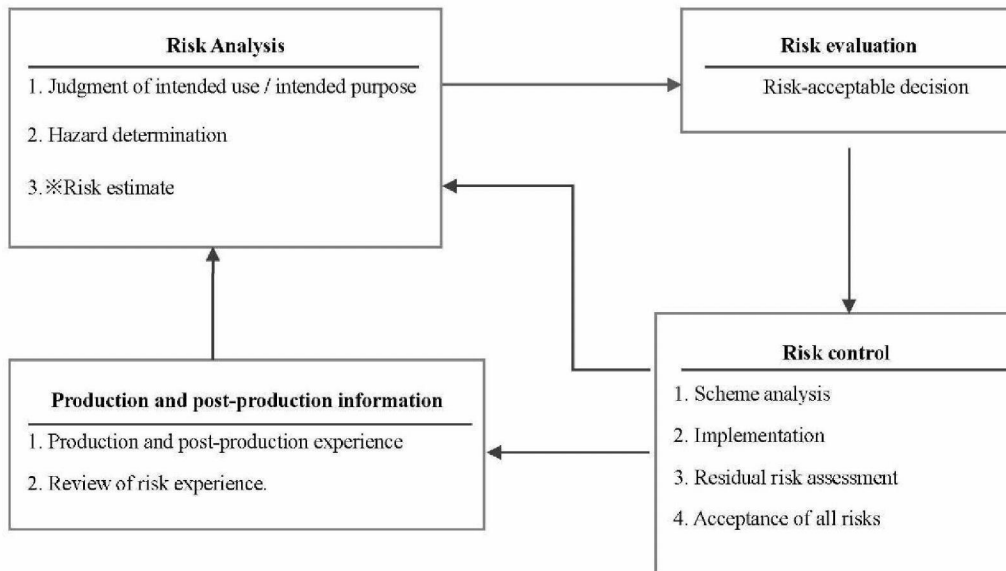 Risk Analysis
1. Judgment of intended use / intended purpose
2. Hazard determination
3.※Risk estimate
Risk evaluation
Risk-acceptable decision
Risk control
1. Scheme analysis
2. Implementation
3. Residual risk assessment
4. Acceptance of all risks
Production and post-production information
1. Production and post-production experience
2. Review of risk experience.